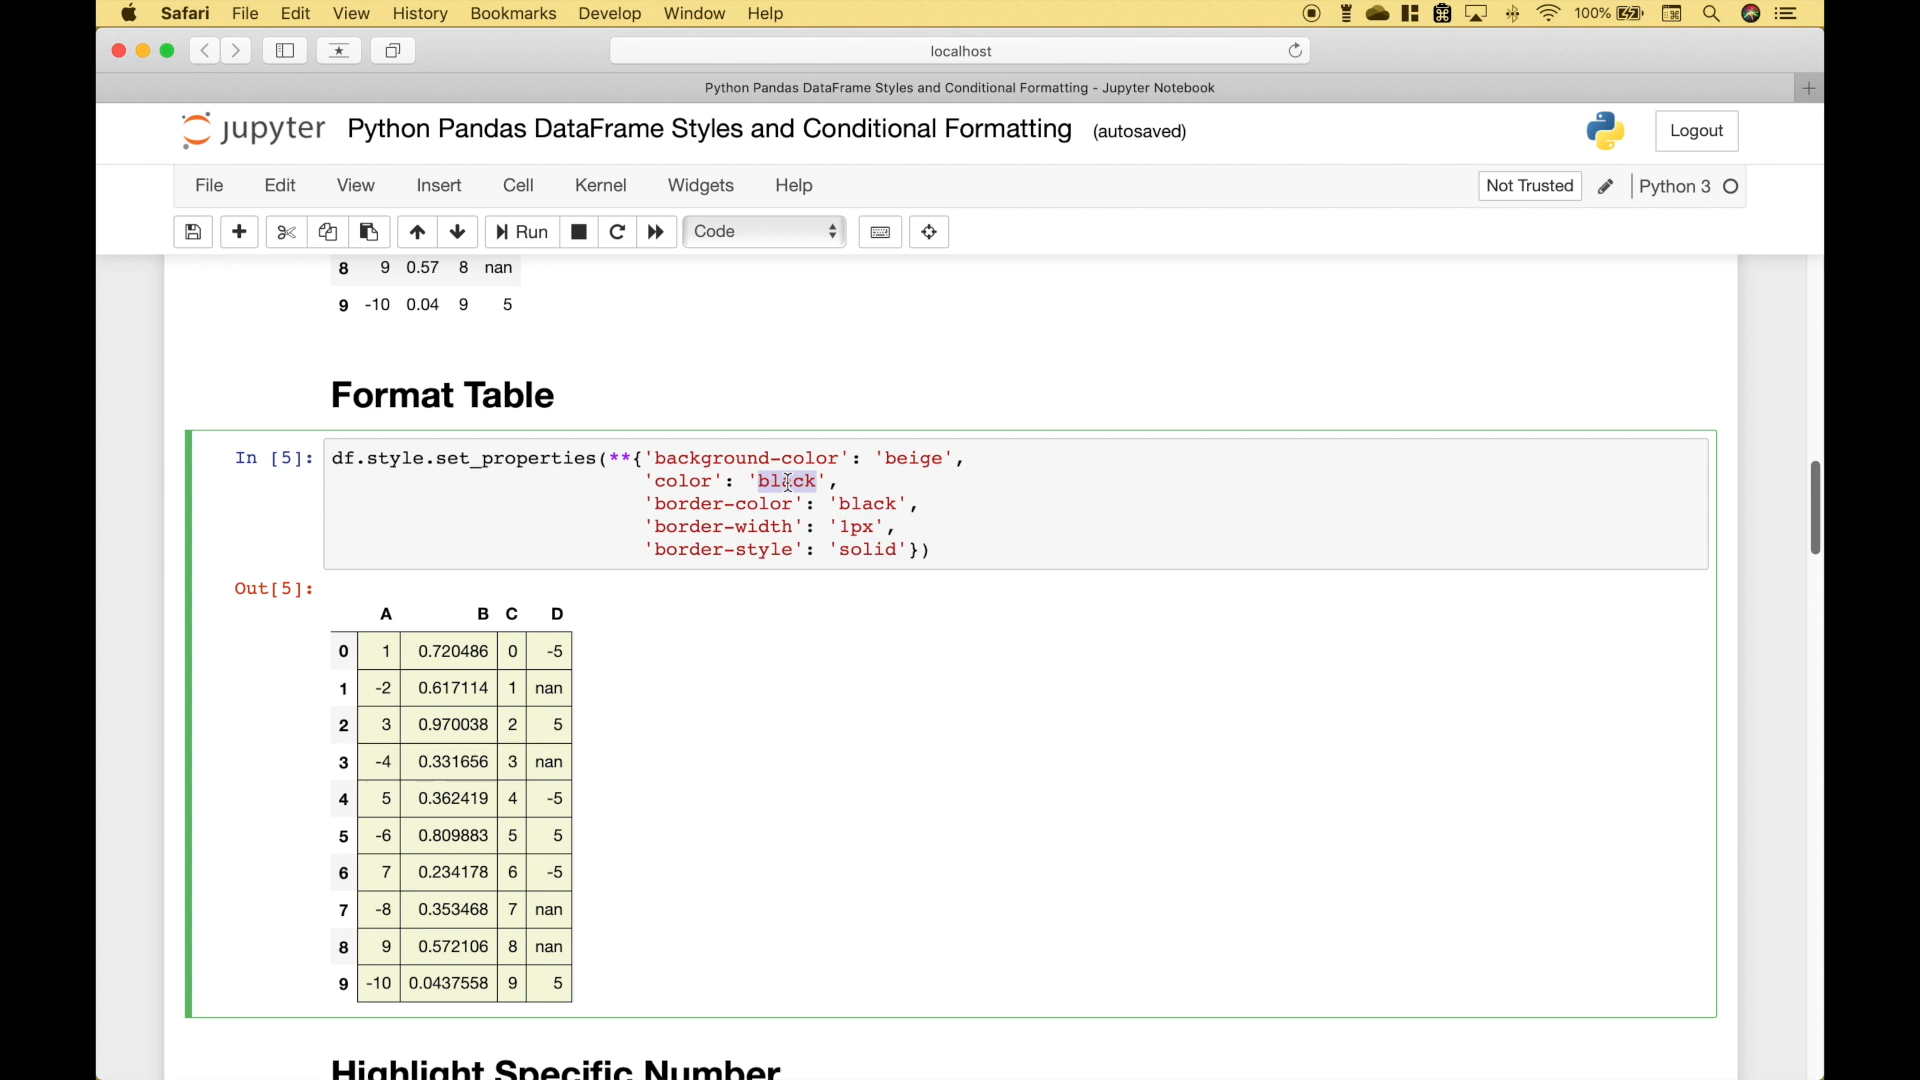 Safari File Edit View History Bookmarks Develop Window Help 100%
localhost
Python Pandas DataFrame Styles and Conditional Formatting - Jupyter Notebook
jupyter Python Pandas DataFrame Styles and Conditional Formatting (autosaved) Logout
File Edit View Insert Cell Kernel Widgets Help Not Trusted Python 3
Run Code
8 9 0.57 8 nan
9 -10 0.04 9 5
Format Table
In [5]: df.style.set_properties(**{'background-color': 'beige',
'color': 'black',
'border-color': 'black',
'border-width': '1px',
'border-style': 'solid'})
Out[5]:
A B C D
0 1 0.720486 0 -5
1 -2 0.617114 1 nan
2 3 0.970038 2 5
3 -4 0.331656 3 nan
4 5 0.362419 4 -5
5 -6 0.809883 5 5
6 7 0.234178 6 -5
7 -8 0.353468 7 nan
8 9 0.572106 8 nan
9 -10 0.0437558 9 5
Highlight Specific Number